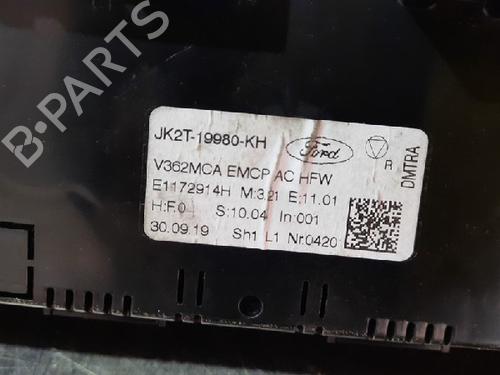 B-PARTS
JK2T-19980-KH
Ford
R
DMTRA
V362MCA EMCP AC HFW
E1172914H M:3.21 E:11.01
H:F.0 S:10.04 In:001
30.09.19 Sh1 L1 Nr.0420